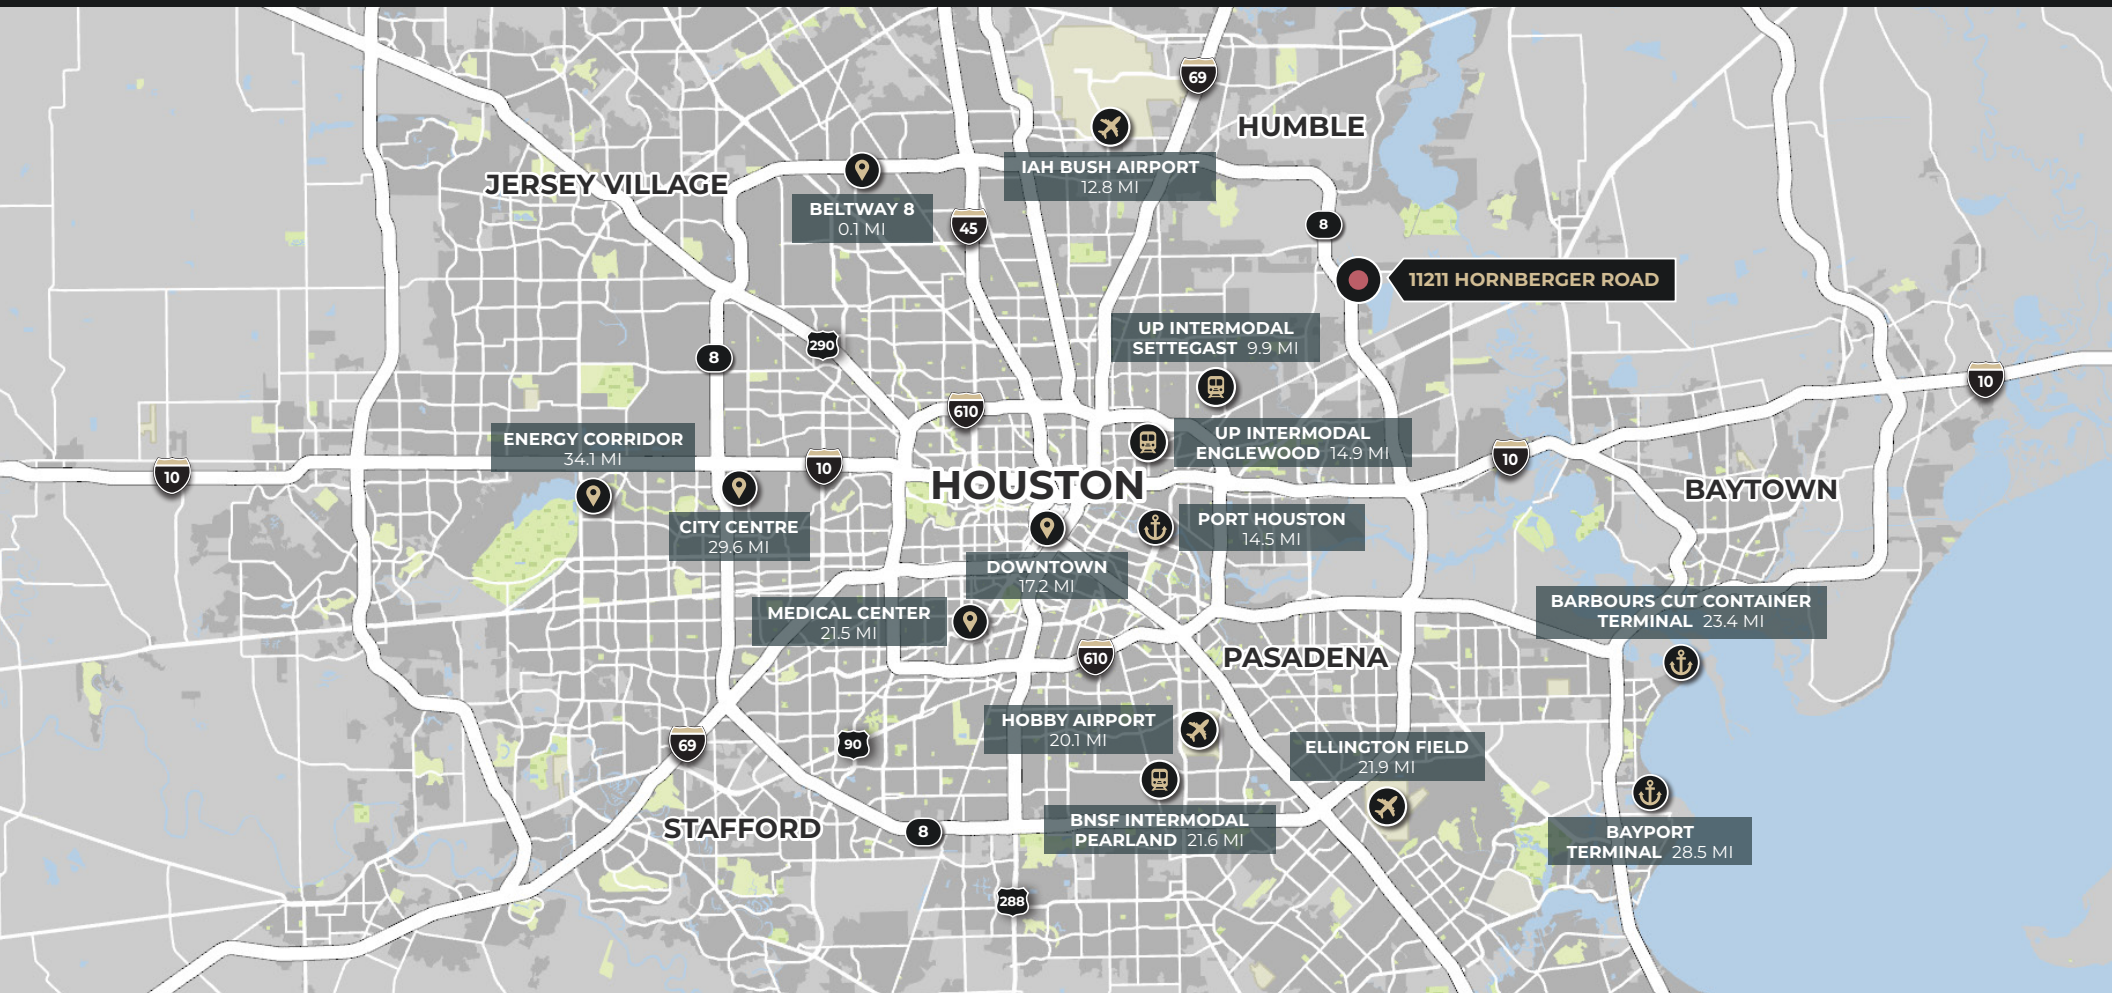 69
HUMBLE
IAH BUSH AIRPORT
12.8 MI
JERSEY VILLAGE
BELTWAY 8
0.1 MI
45
8
11211 HORNBERGER ROAD
UP INTERMODAL
SETTEGAST 9.9 MI
290
8
10
610
ENERGY CORRIDOR
34.1 MI
UP INTERMODAL
ENGLEWOOD 14.9 MI
10
10
10
HOUSTON
BAYTOWN
CITY CENTRE
29.6 MI
PORT HOUSTON
14.5 MI
DOWNTOWN
17.2 MI
MEDICAL CENTER
21.5 MI
BARBOURS CUT CONTAINER
TERMINAL 23.4 MI
610
PASADENA
HOBBY AIRPORT
20.1 MI
69
90
ELLINGTON FIELD
21.9 MI
STAFFORD
8
BNSF INTERMODAL
PEARLAND 21.6 MI
BAYPORT
TERMINAL 28.5 MI
288